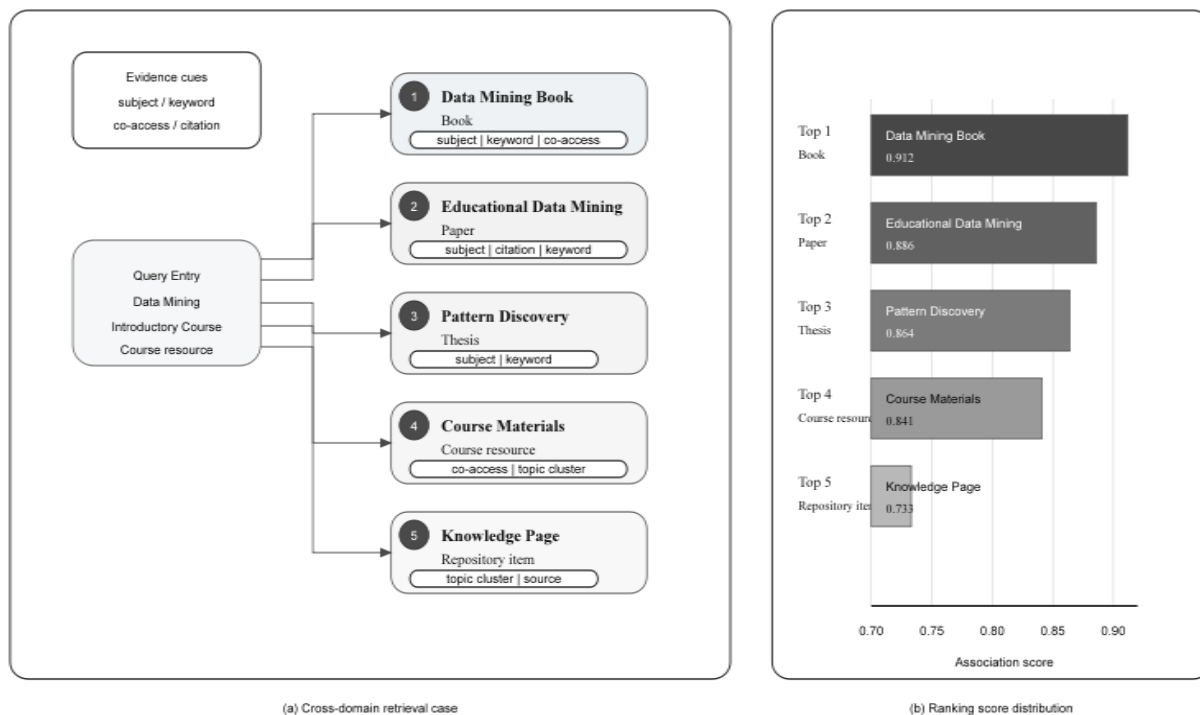 Evidence cues
subject / keyword
co-access / citation
Query Entry
Data Mining
Introductory Course
Course resource
1 Data Mining Book
Book
subject | keyword | co-access
2 Educational Data Mining
Paper
subject | citation | keyword
3 Pattern Discovery
Thesis
subject | keyword
4 Course Materials
Course resource
co-access | topic cluster
5 Knowledge Page
Repository item
topic cluster | source
(a) Cross-domain retrieval case
Top 1
Book
Data Mining Book
0.912
Top 2
Paper
Educational Data Mining
0.886
Top 3
Thesis
Pattern Discovery
0.864
Top 4
Course resourc
Course Materials
0.841
Top 5
Repository iter
Knowledge Page
0.733
0.70 0.75 0.80 0.85 0.90
Association score
(b) Ranking score distribution